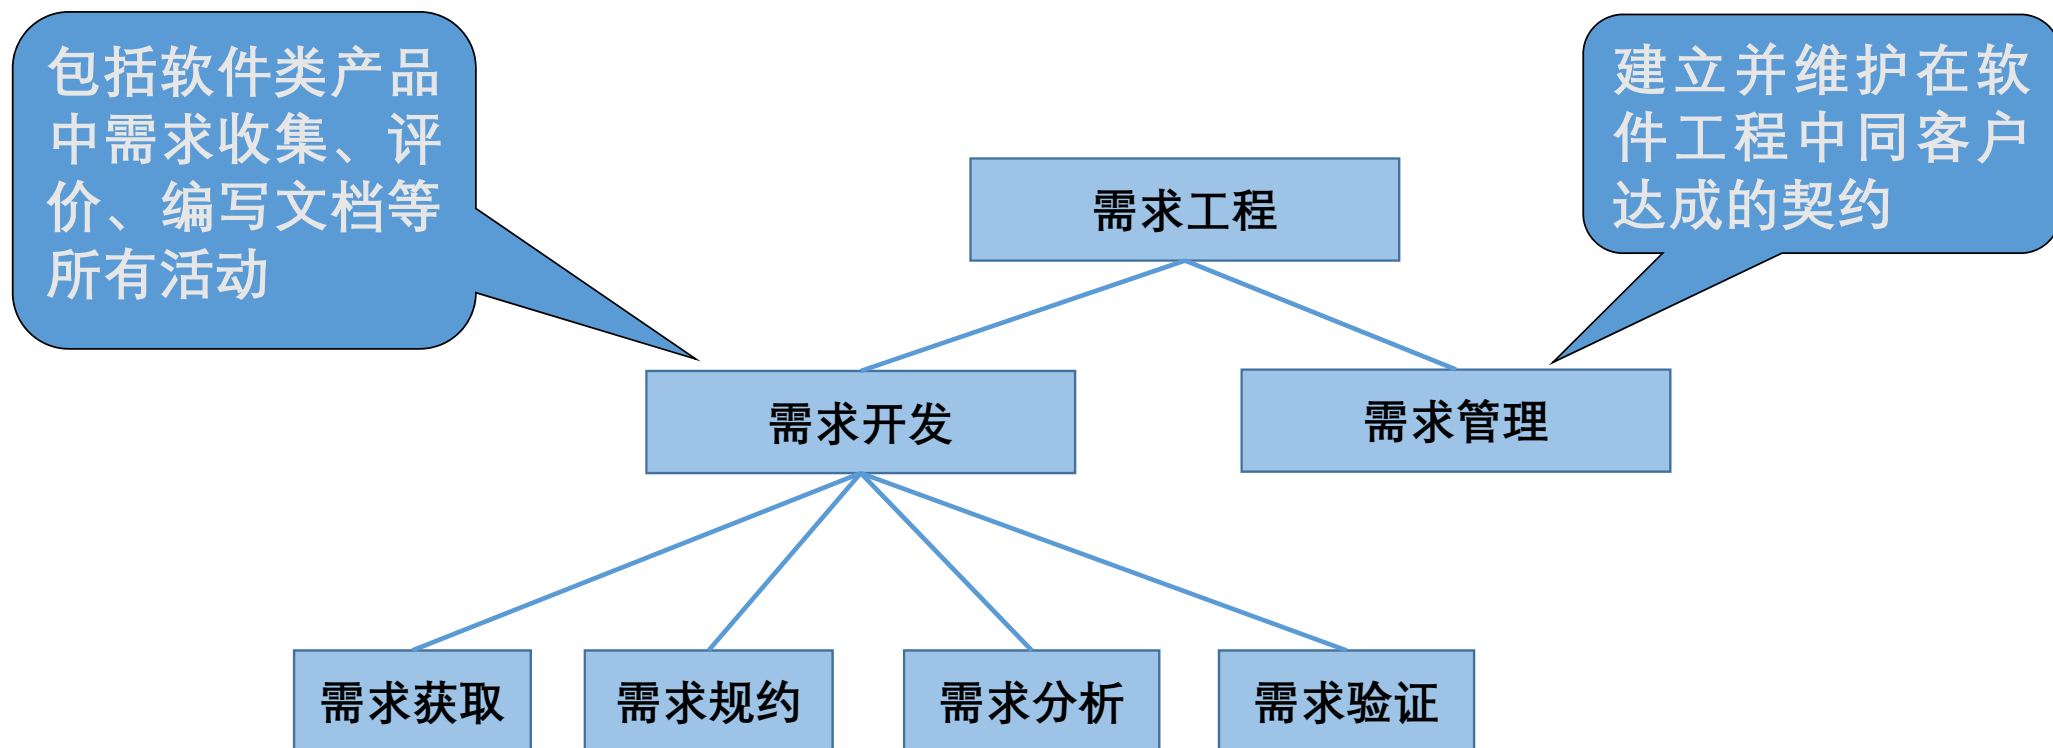 包括软件类产品
中需求收集、评
价、编写文档等
所有活动
建立并维护在软
件工程中同客户
达成的契约
需求工程
需求开发
需求管理
需求获取
需求规约
需求分析
需求验证